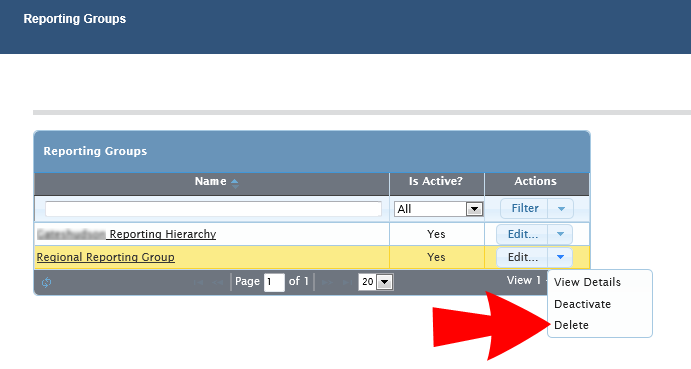 Reporting Groups
Reporting Groups
Name Is Active? Actions
All Filter
Reporting Hierarchy Yes Edit...
Regional Reporting Group Yes Edit...
Page 1 of 1 20 View 1
View Details
Deactivate
Delete